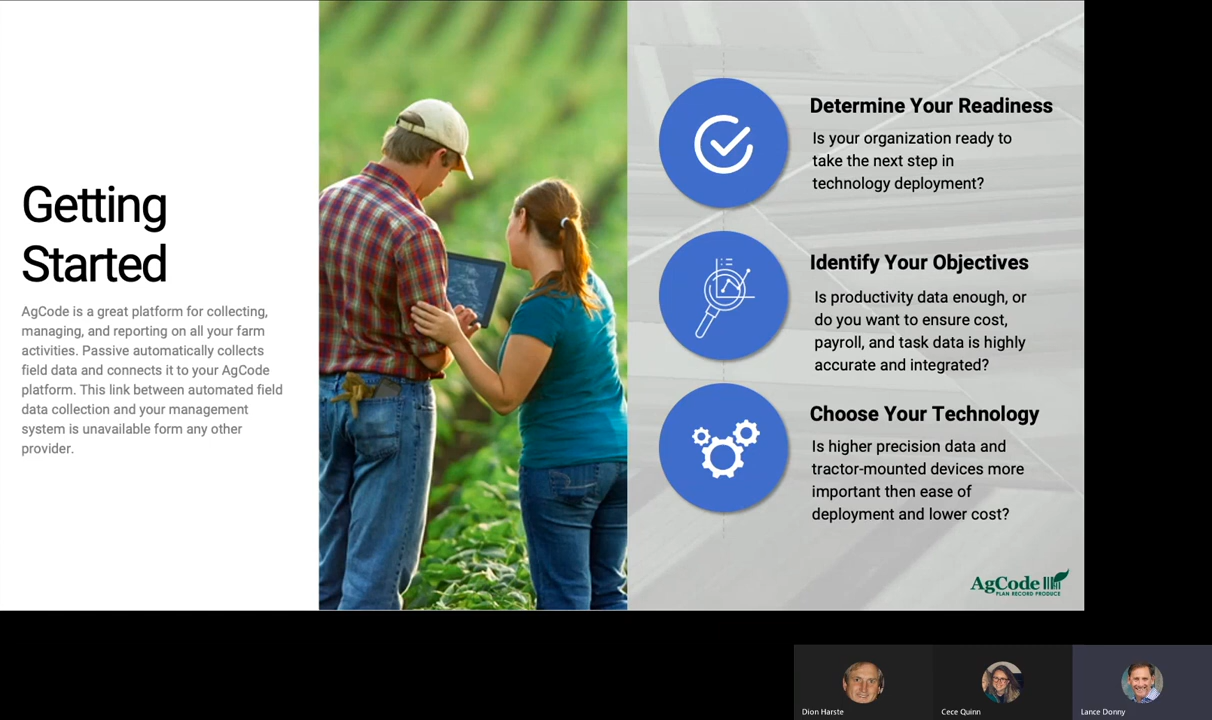 Getting
Started
AgCode is a great platform for collecting,
managing, and reporting on all your farm
activities. Passive automatically collects
field data and connects it to your AgCode
platform. This link between automated field
data collection and your management
system is unavailable form any other
provider.
Determine Your Readiness
Is your organization ready to
take the next step in
technology deployment?
Identify Your Objectives
Is productivity data enough, or
do you want to ensure cost,
payroll, and task data is highly
accurate and integrated?
Choose Your Technology
Is higher precision data and
tractor-mounted devices more
important then ease of
deployment and lower cost?
AgCode
PLAN RECORD PRODUCE
Dion Harste
Cece Quinn
Lance Donny